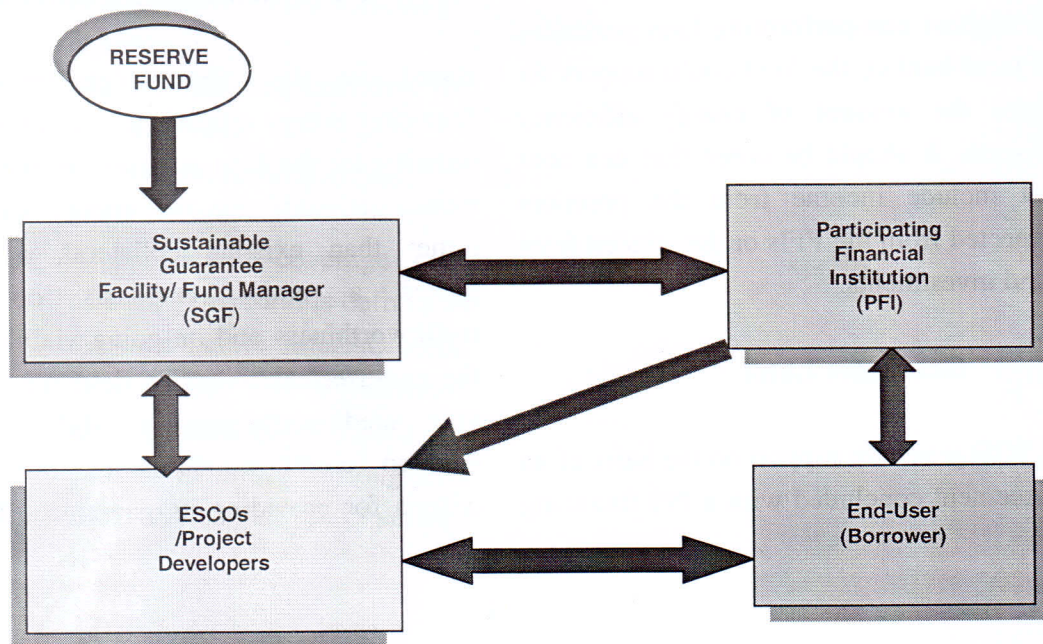 RESERVE
FUND
Sustainable
Guarantee
Facility/ Fund Manager
(SGF)
Participating
Financial
Institution
(PFI)
ESCOs
/Project
Developers
End-User
(Borrower)